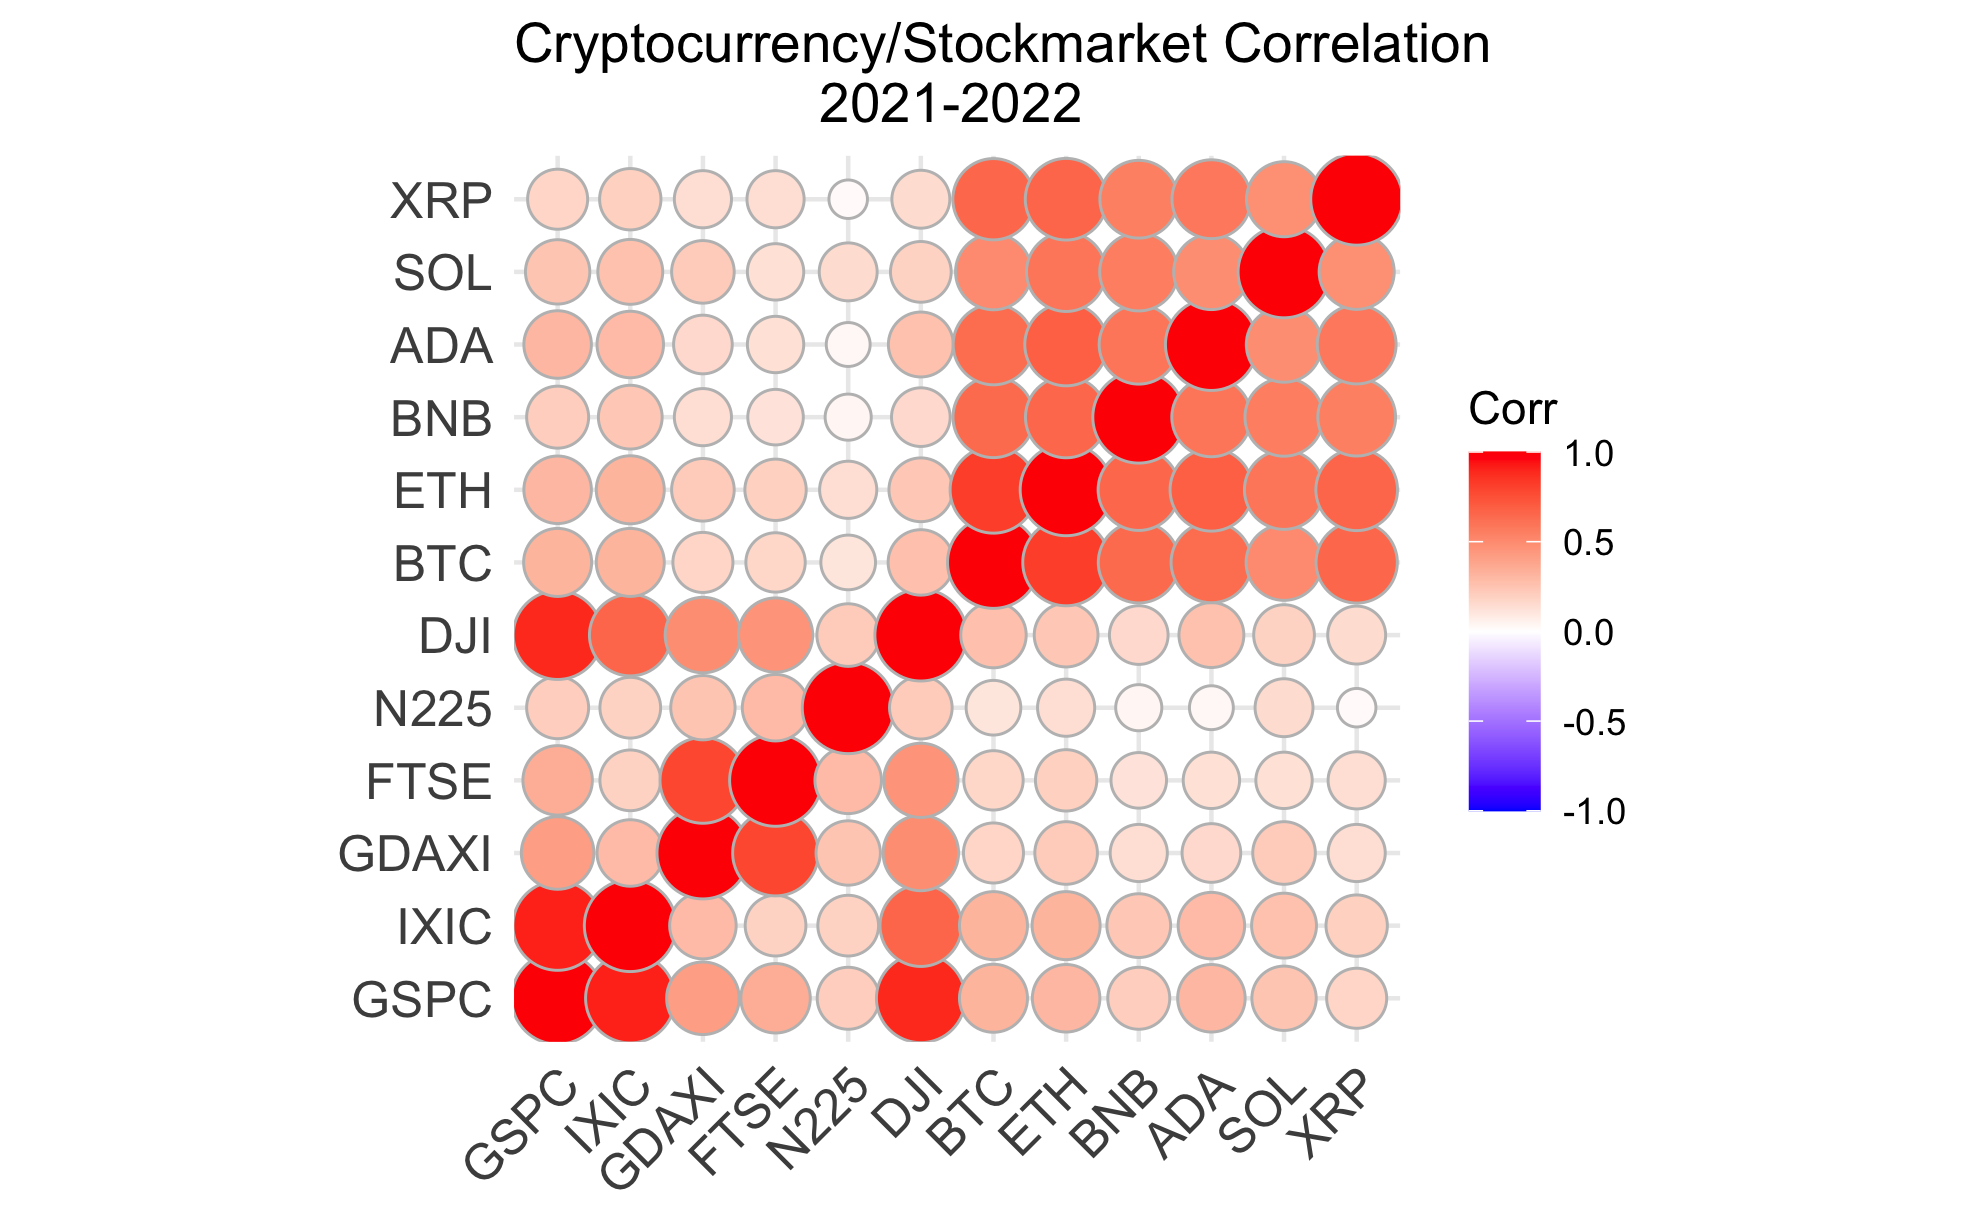 Cryptocurrency/Stockmarket Correlation
2021-2022
XRP
SOL
ADA
BNB
ETH
BTC
DJI
N225
FTSE
GDAXI
IXIC
GSPC
GSPC
IXIC
GDAXI
FTSE
N225
DJI
BTC
ETH
BNB
ADA
SOL
XRP
Corr
1.0
0.5
0.0
-0.5
-1.0